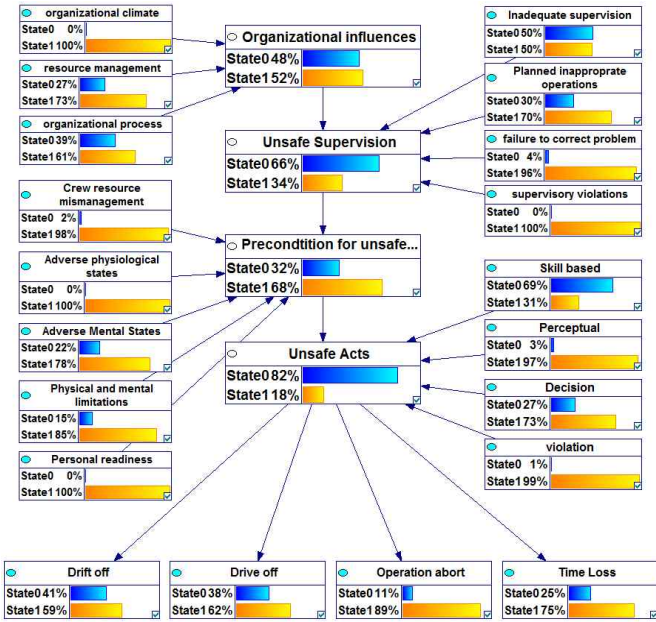 organizational climate
State0 0%
State1 100%
resource management
State0 27%
State1 73%
organizational process
State0 39%
State1 61%
Organizational influences
State0 48%
State1 52%
Inadequate supervision
State0 50%
State1 50%
Planned inapproprate
operations
State0 30%
State1 70%
failure to correct problem
State0 4%
State1 96%
supervisory violations
State0 0%
State1 100%
Unsafe Supervision
State0 66%
State1 34%
Crew resource
mismanagement
State0 2%
State1 98%
Adverse physiological
states
State0 0%
State1 100%
Adverse Mental States
State0 22%
State1 78%
Physical and mental
limitations
State0 15%
State1 85%
Personal readiness
State0 0%
State1 100%
Precondtition for unsafe...
State0 32%
State1 68%
Skill based
State0 69%
State1 31%
Perceptual
State0 3%
State1 97%
Decision
State0 27%
State1 73%
violation
State0 1%
State1 99%
Unsafe Acts
State0 82%
State1 18%
Drift off
State0 41%
State1 59%
Drive off
State0 38%
State1 62%
Operation abort
State0 11%
State1 89%
Time Loss
State0 25%
State1 75%